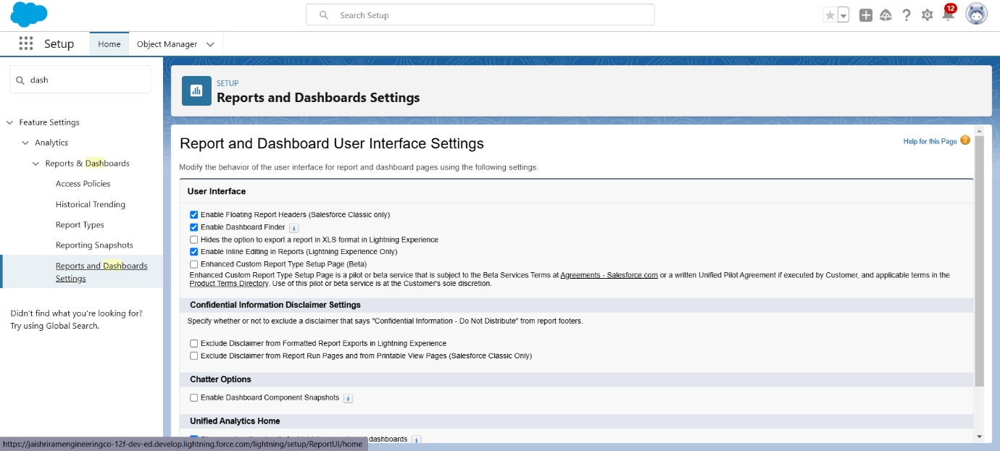 Search Setup
12
Setup
Home
Object Manager
dash
Feature Settings
Analytics
Reports & Dashboards
Access Policies
Historical Trending
Report Types
Reporting Snapshots
Reports and Dashboards
Settings
Didn't find what you're looking for?
Try using Global Search.
SETUP
Reports and Dashboards Settings
Report and Dashboard User Interface Settings
Help for this Page ?
Modify the behavior of the user interface for report and dashboard pages using the following settings:
User Interface
Enable Floating Report Headers (Salesforce Classic only)
Enable Dashboard Finder i
Hides the option to export a report in XLS format in Lightning Experience
Enable Inline Editing in Reports (Lightning Experience Only)
Enhanced Custom Report Type Setup Page (Beta)
Enhanced Custom Report Type Setup Page is a pilot or beta service that is subject to the Beta Services Terms at Agreements - Salesforce.com or a written Unified Pilot Agreement if executed by Customer, and applicable terms in the
Product Terms Directory. Use of this pilot or beta service is at the Customer's sole discretion.
Confidential Information Disclaimer Settings
Specify whether or not to exclude a disclaimer that says "Confidential Information - Do Not Distribute" from report footers.
Exclude Disclaimer from Formatted Report Exports in Lightning Experience
Exclude Disclaimer from Report Run Pages and from Printable View Pages (Salesforce Classic Only)
Chatter Options
Enable Dashboard Component Snapshots i
Unified Analytics Home
dashboards i
https://jaishriramengineeringco-12f-dev-ed.develop.lightning.force.com/lightning/setup/ReportUI/home